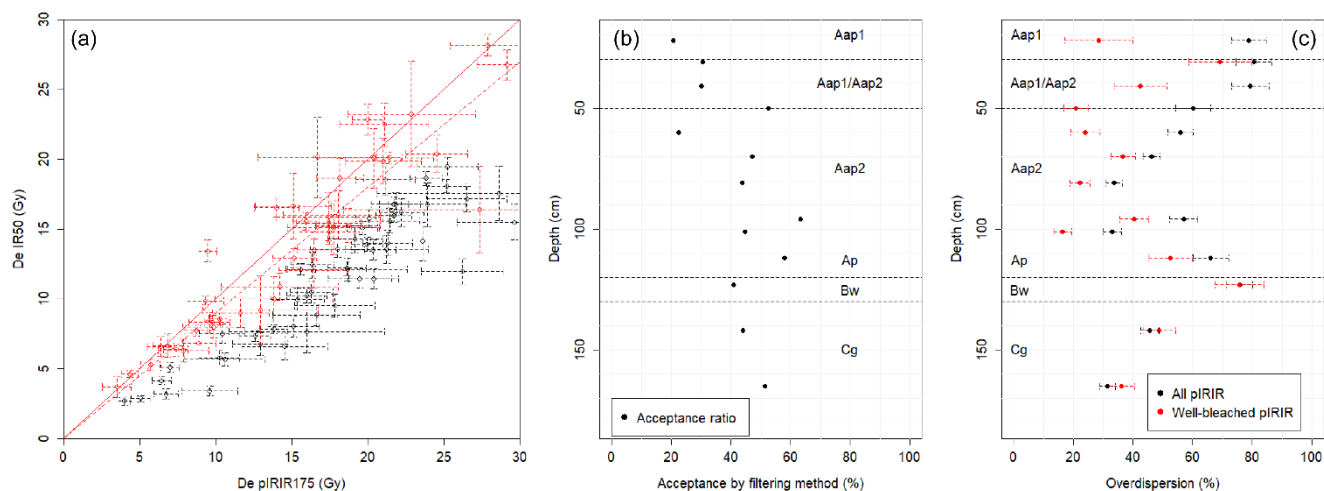 (a)
30
25
20
15
10
5
0
De IR50 (Gy)
0 5 10 15 20 25 30
De pIRIR175 (Gy)
(b)
Aap1
Aap1/Aap2
Aap2
Ap
Bw
Cg
50
100
150
Depth (cm)
Acceptance ratio
0 20 40 60 80 100
Acceptance by filtering method (%)
(c)
Aap1
Aap1/Aap2
Aap2
Ap
Bw
Cg
50
100
150
Depth (cm)
All pIRIR
Well-bleached pIRIR
0 20 40 60 80 100
Overdispersion (%)